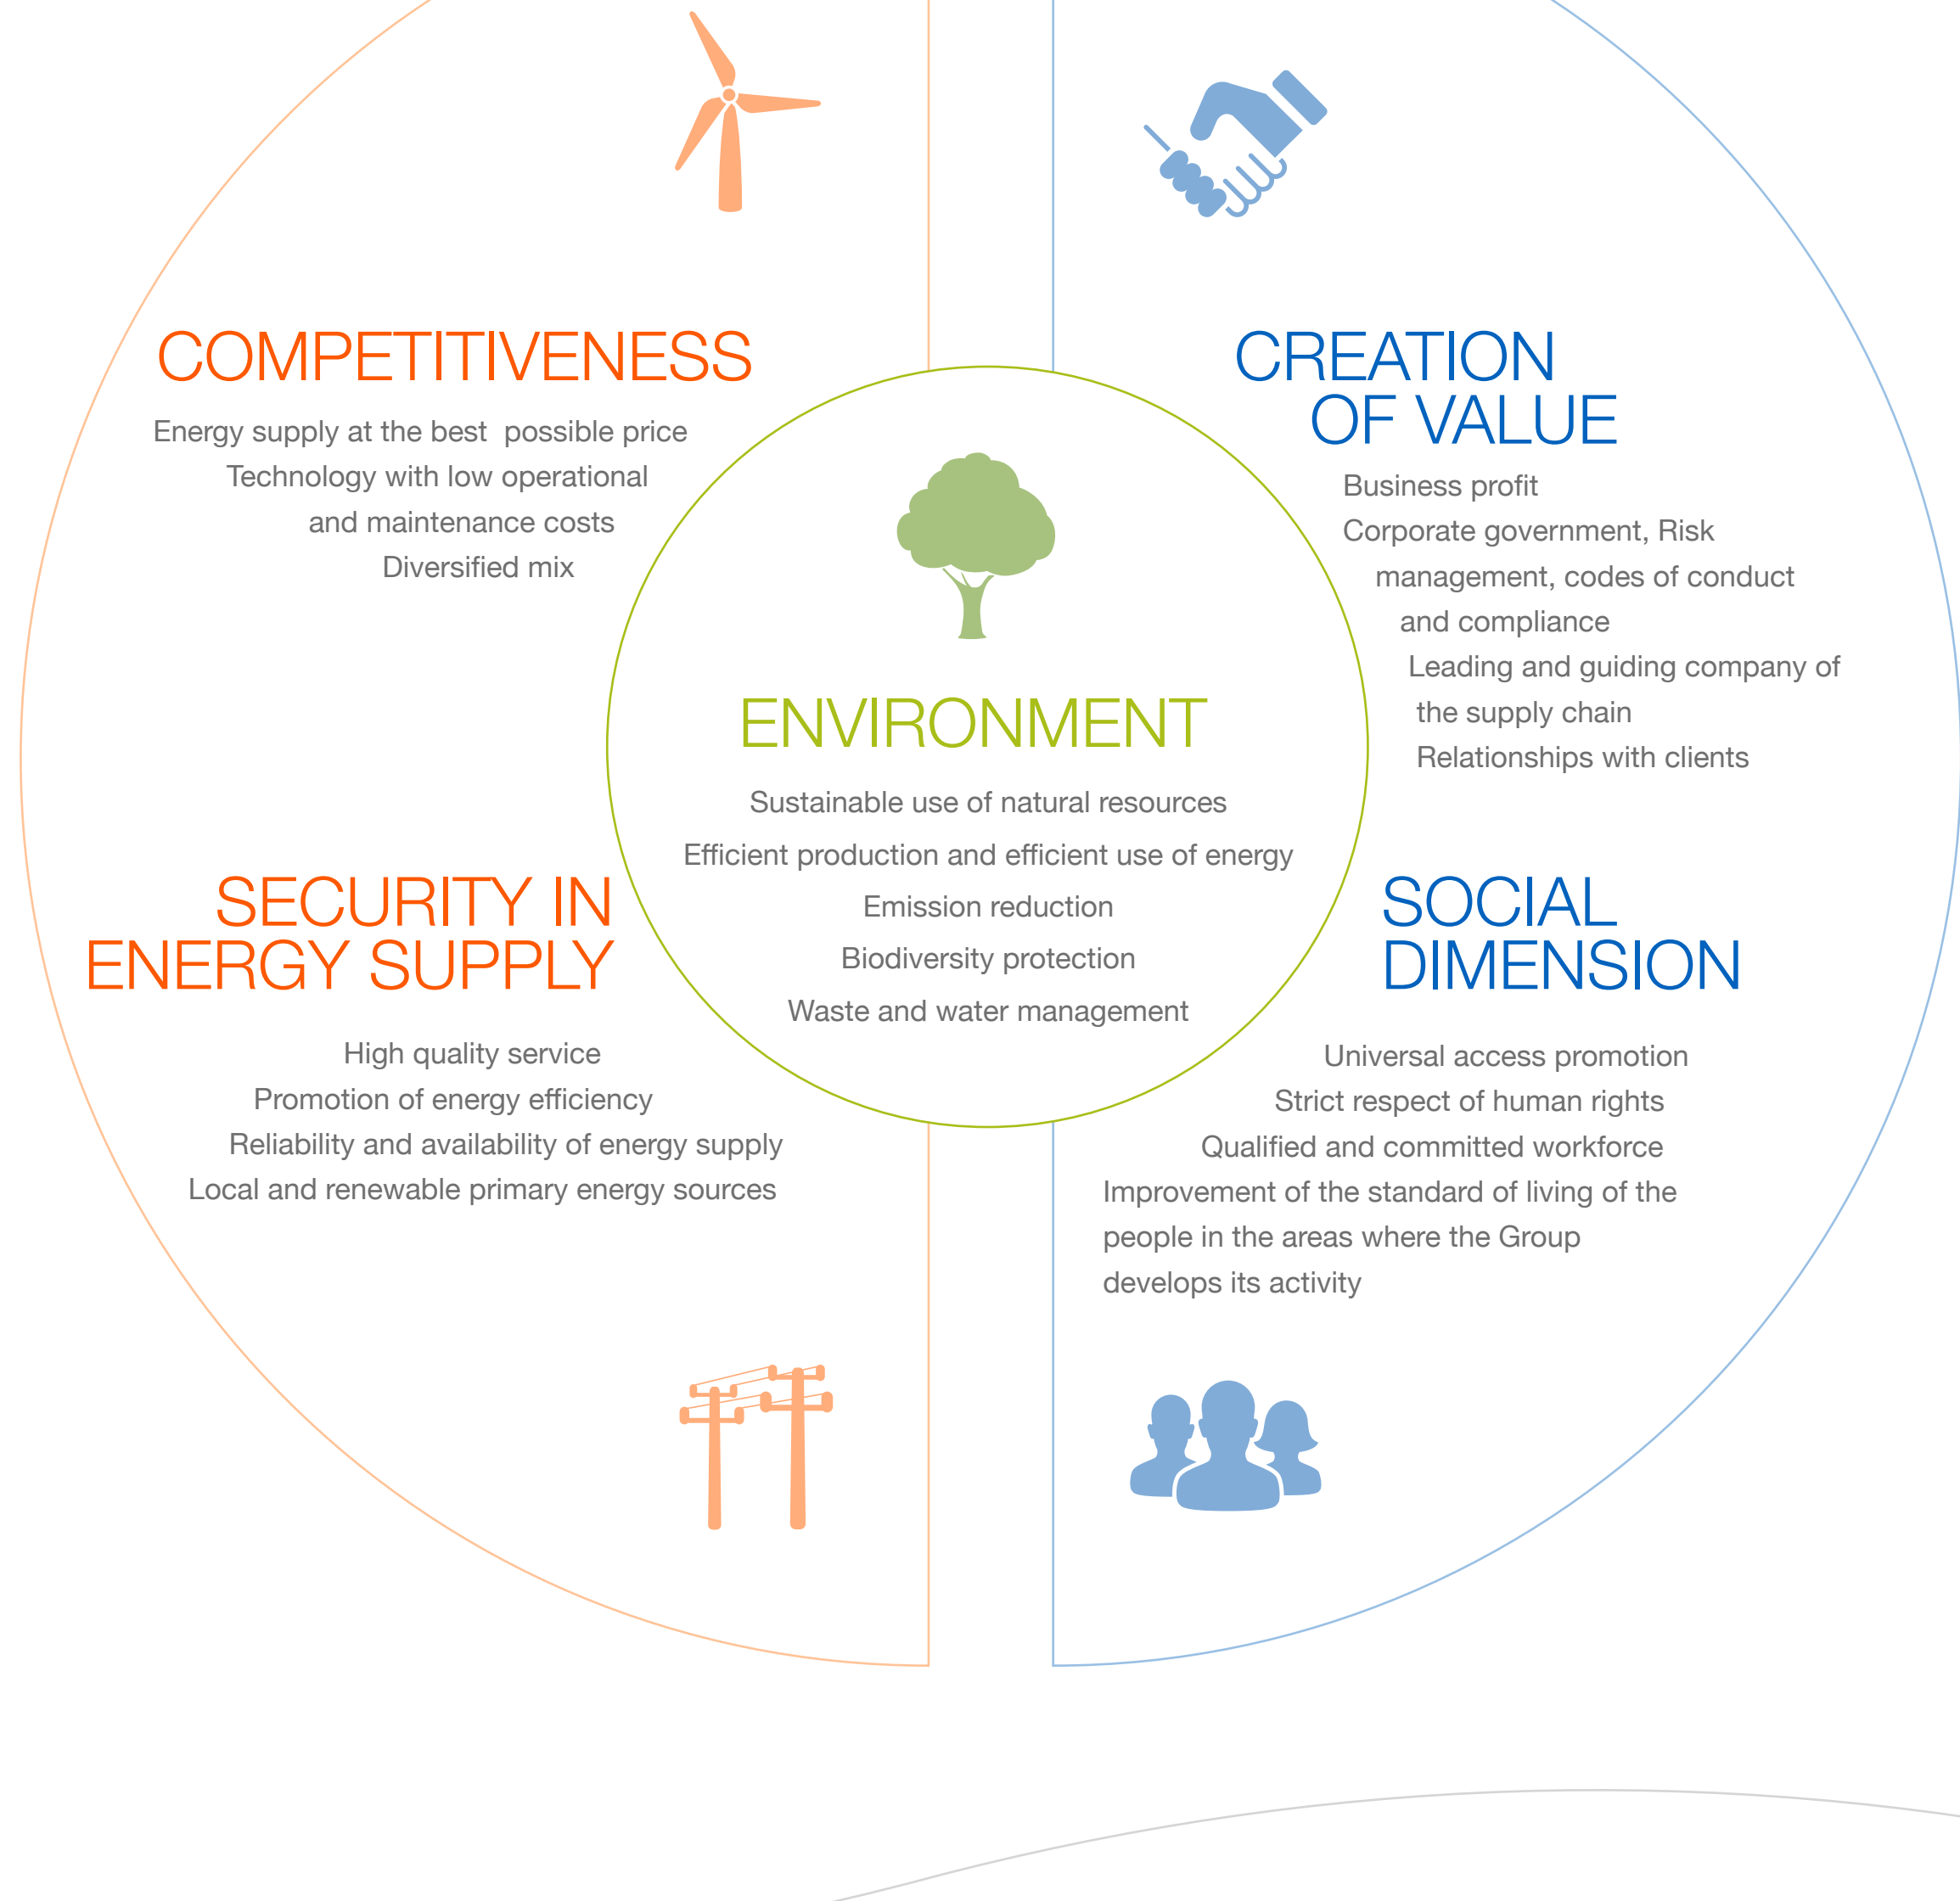 COMPETITIVENESS
Energy supply at the best possible price
Technology with low operational
and maintenance costs
Diversified mix
CREATION
OF VALUE
Business profit
Corporate government, Risk
management, codes of conduct
and compliance
Leading and guiding company of
the supply chain
Relationships with clients
ENVIRONMENT
Sustainable use of natural resources
Efficient production and efficient use of energy
Emission reduction
Biodiversity protection
Waste and water management
SECURITY IN
ENERGY SUPPLY
High quality service
Promotion of energy efficiency
Reliability and availability of energy supply
Local and renewable primary energy sources
SOCIAL
DIMENSION
Universal access promotion
Strict respect of human rights
Qualified and committed workforce
Improvement of the standard of living of the
people in the areas where the Group
develops its activity